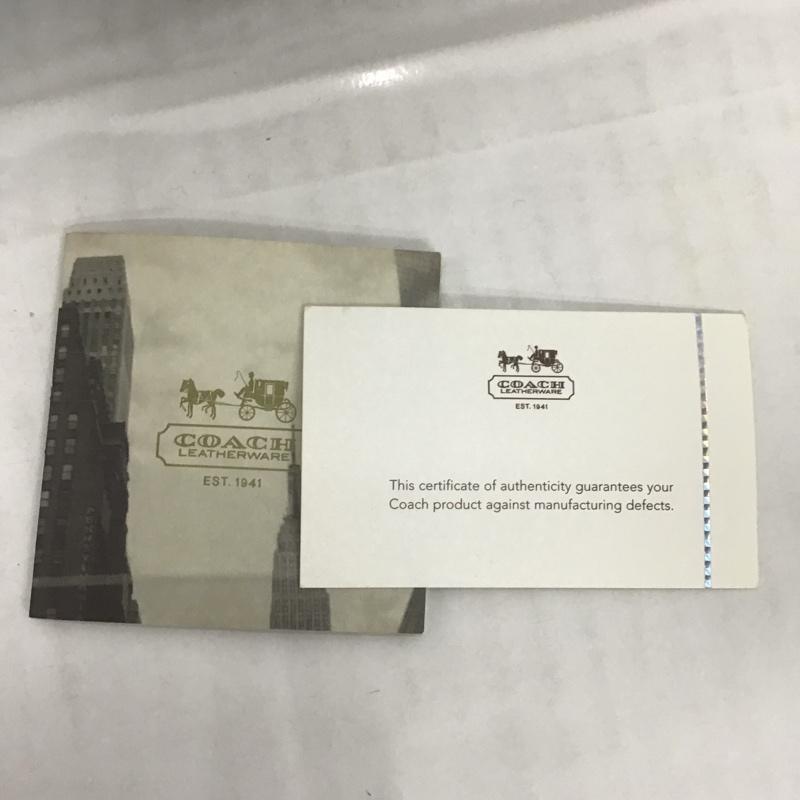 COACH
LEATHERWARE
EST. 1941
COACH
LEATHERWARE
EST. 1941
This certificate of authenticity guarantees your
Coach product against manufacturing defects.